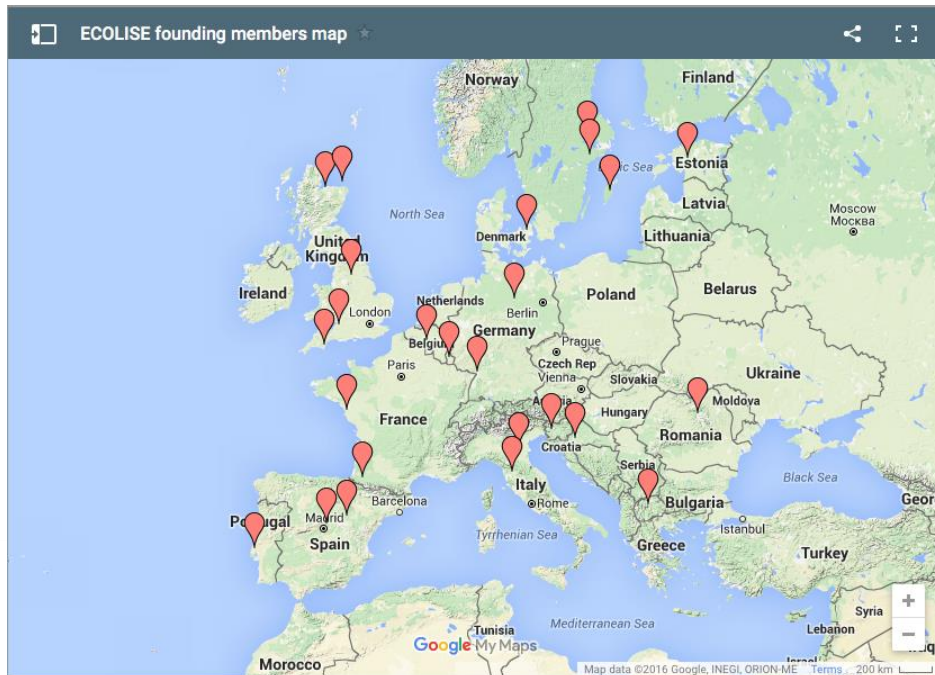 ECOLISE founding members map
Norway
Finland
Estonia
Latvia
Moscow
Москва
North Sea
Denmark
Lithuania
United
Kingdom
Ireland
Netherlands
Berlin
Poland
Belarus
London
Belgium
Germany
Prague
Paris
Czech Rep
Vienna
Slovakia
Ukraine
Moldova
Hungary
France
Croatia
Romania
Serbia
Black Sea
Italy
Barcelona
Bulgaria
Geor
Portugal
Madrid
Rome
Istanbul
Spain
Tyrrhenian Sea
Greece
Turkey
Syria
Mediterranean Sea
Tunisia
Lebanon
Google My Maps
Morocco
Map data ©2016 Google, INEGI, ORION-ME Terms 200 km